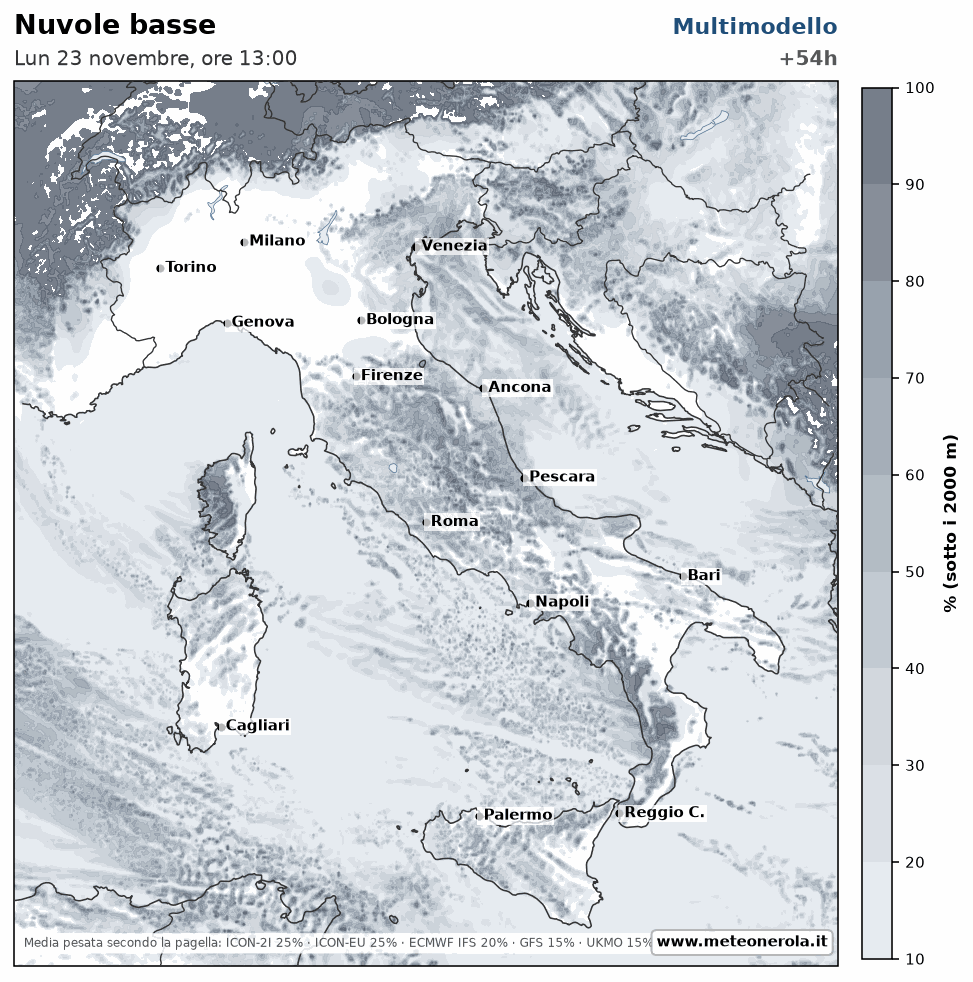 Nuvole basse
Multimodello
Lun 23 novembre, ore 13:00
+54h
100
90
80
70
60
50
40
30
20
10
% (sotto i 2000 m)
Milano
Venezia
Torino
Genova
Bologna
Firenze
Ancona
Pescara
Roma
Bari
Napoli
Cagliari
Palermo
Reggio C.
Media pesata secondo la pagella: ICON-2I 25% · ICON-EU 25% · ECMWF IFS 20% · GFS 15% · UKMO 15%
www.meteonerola.it